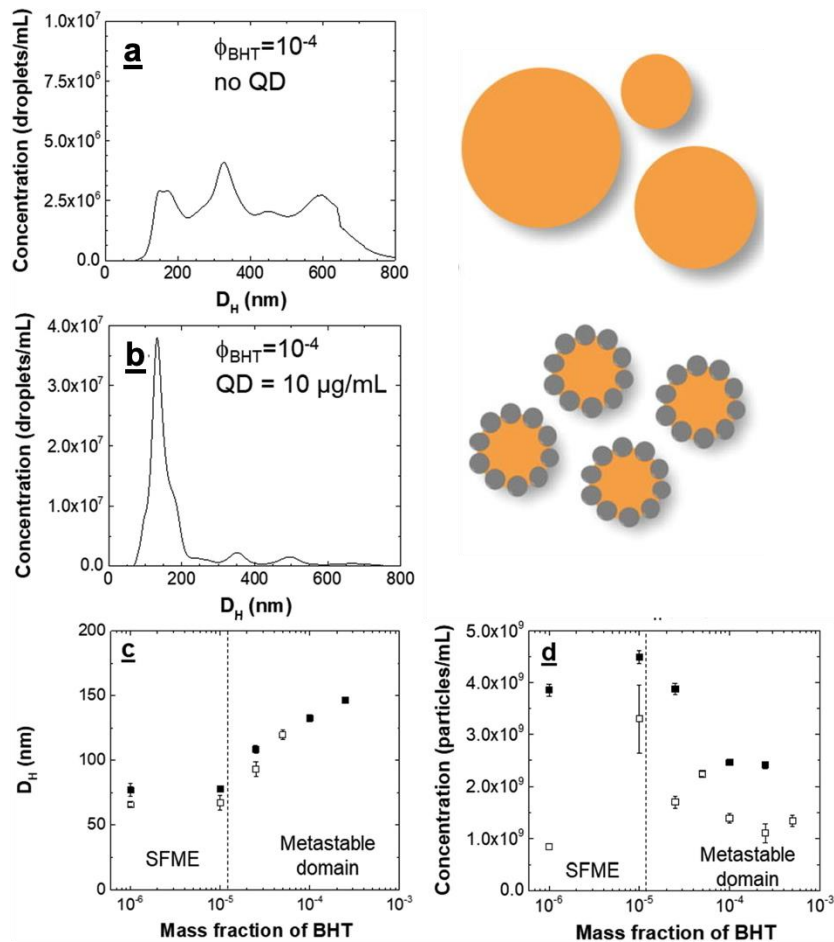 a
ϕBHT=10⁻⁴
no QD
1.0x10⁷
7.5x10⁶
5.0x10⁶
2.5x10⁶
0.0
0 200 400 600 800
Concentration (droplets/mL)
D_H (nm)
b
ϕBHT=10⁻⁴
QD = 10 µg/mL
4.0x10⁷
3.0x10⁷
2.0x10⁷
1.0x10⁷
0.0
0 200 400 600 800
Concentration (droplets/mL)
D_H (nm)
c
200
150
100
50
0
D_H (nm)
SFME
Metastable
domain
10⁻⁶ 10⁻⁵ 10⁻⁴ 10⁻³
Mass fraction of BHT
d
5.0x10⁹
4.0x10⁹
3.0x10⁹
2.0x10⁹
1.0x10⁹
0.0
Concentration (particles/mL)
SFME
Metastable
domain
10⁻⁶ 10⁻⁵ 10⁻⁴ 10⁻³
Mass fraction of BHT